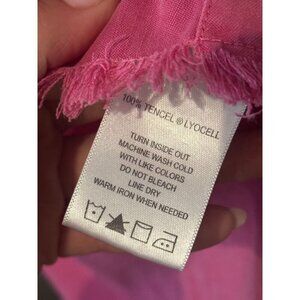 100% TENCEL ® LYOCELL
TURN INSIDE OUT
MACHINE WASH COLD
WITH LIKE COLORS
DO NOT BLEACH
LINE DRY
WARM IRON WHEN NEEDED